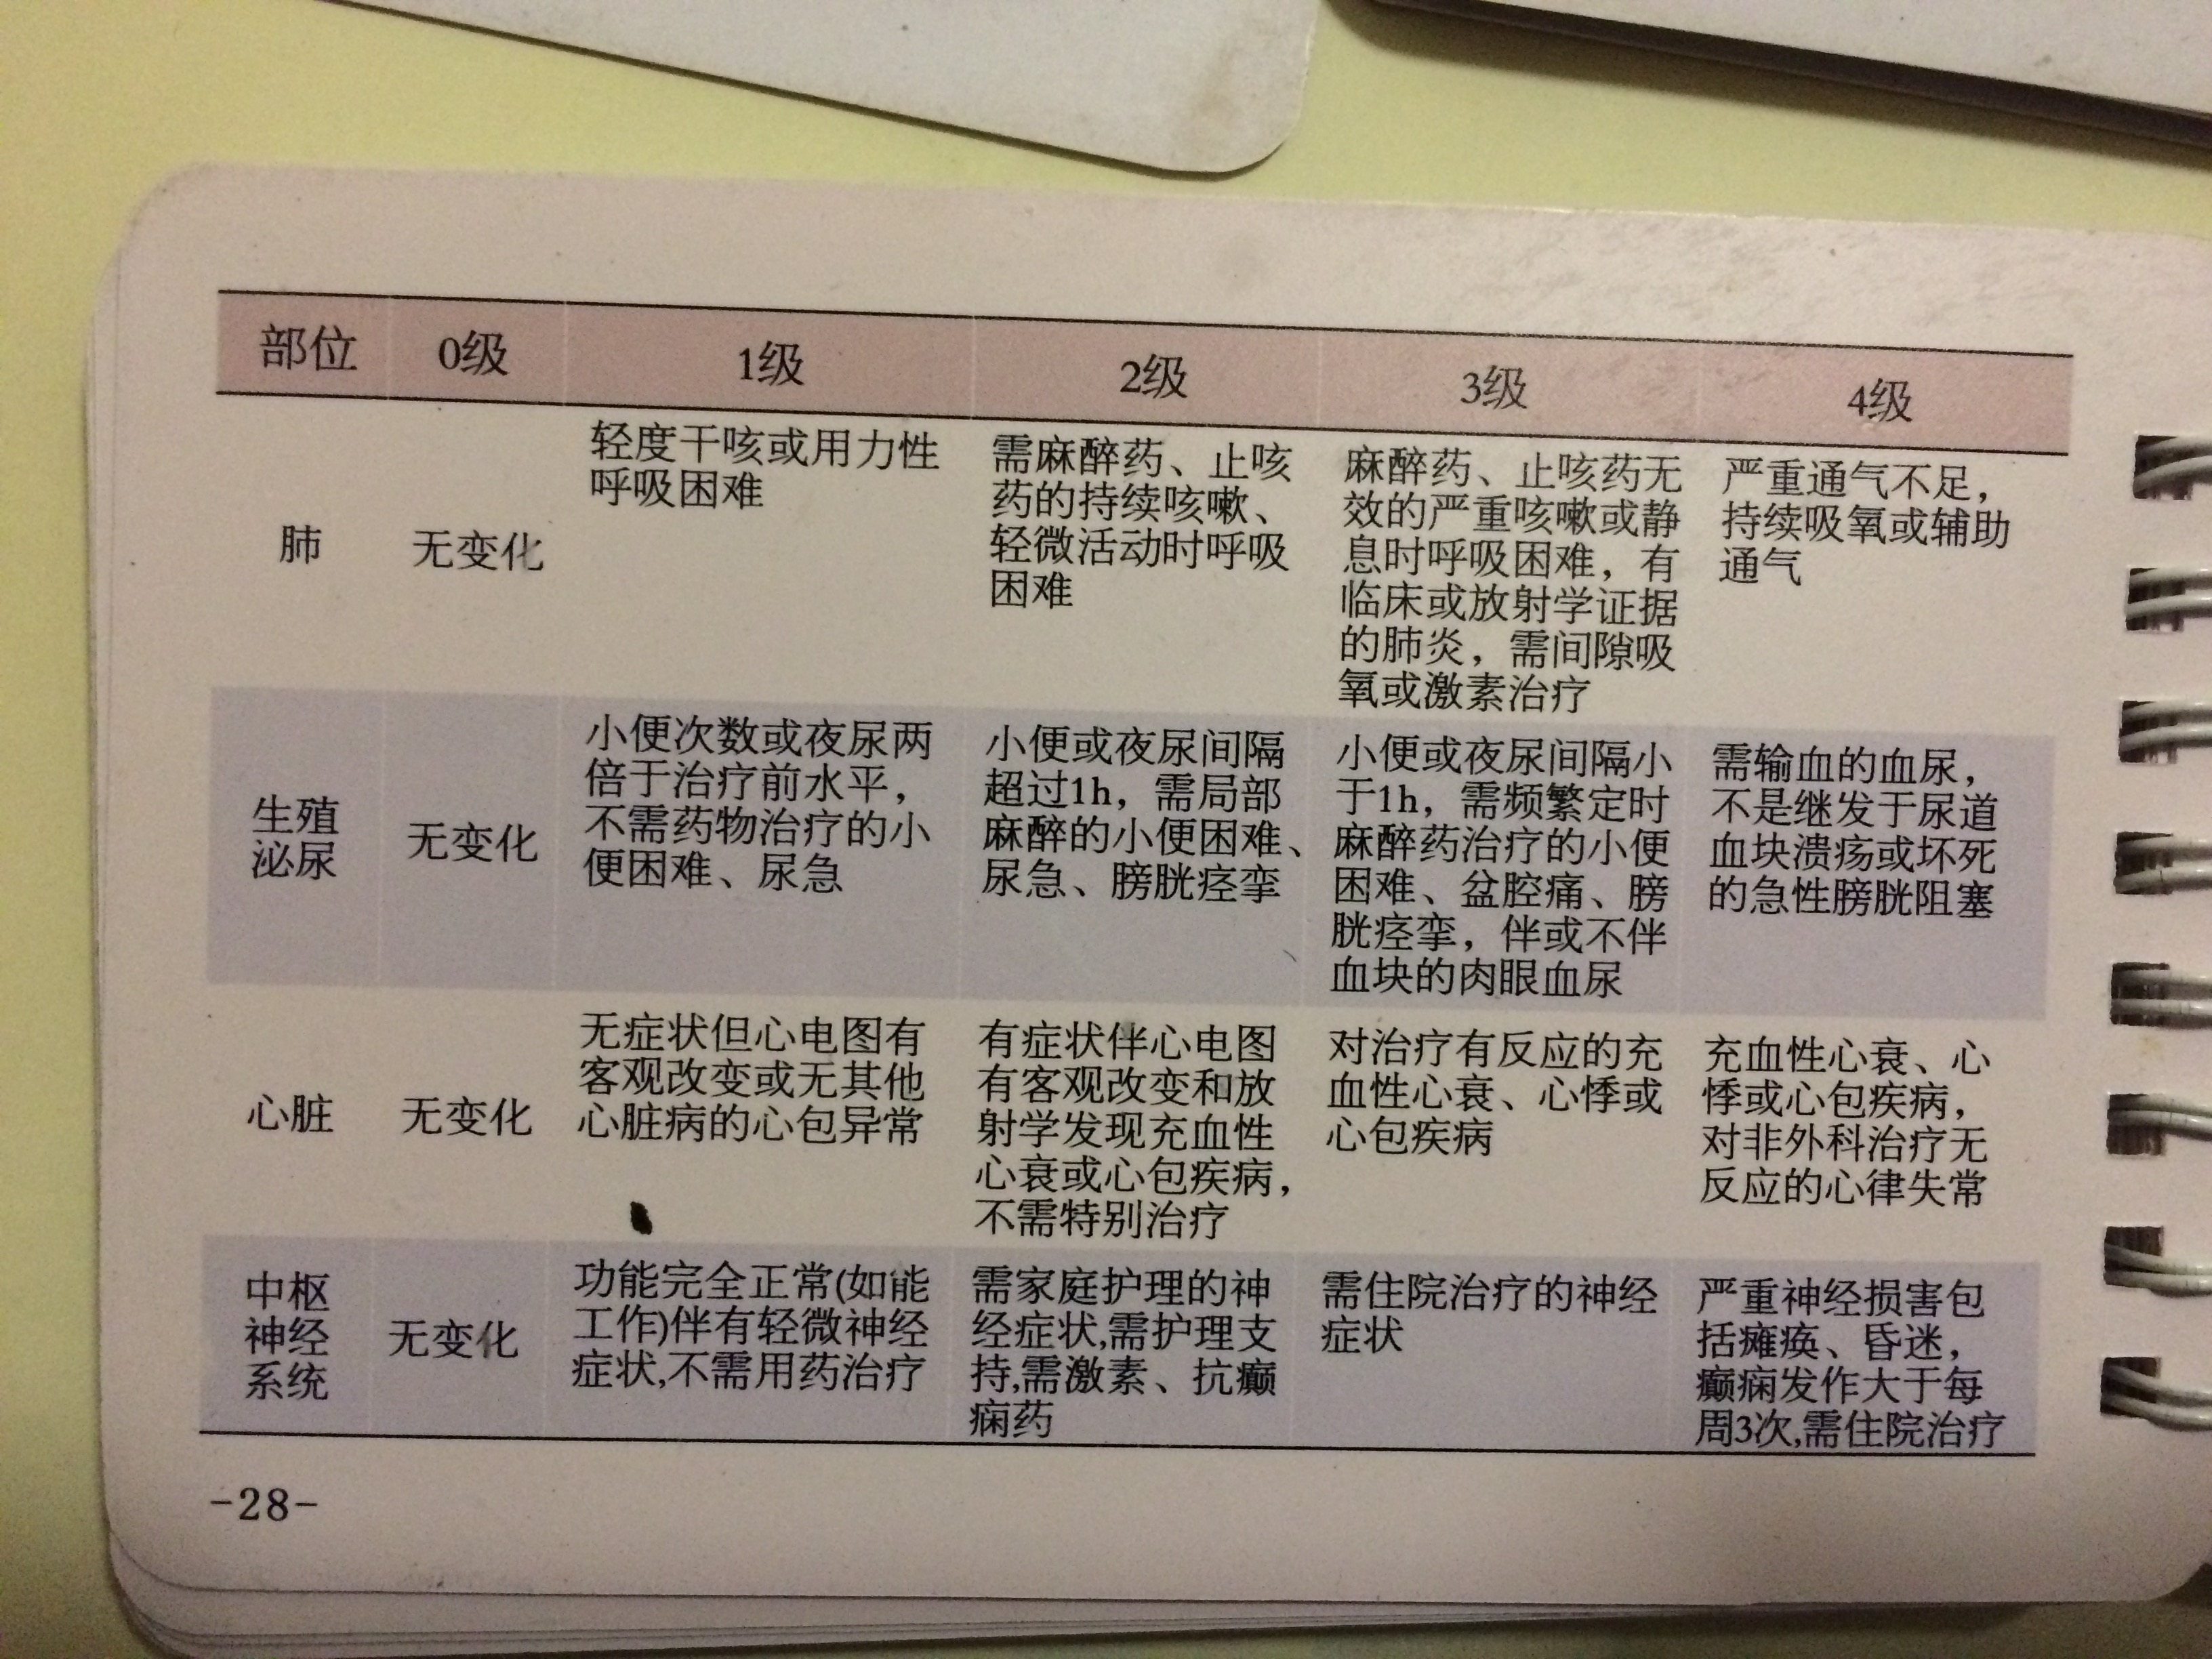 部位 0级 1级 2级 3级 4级
肺
无变化
轻度干咳或用力性
呼吸困难
需麻醉药、止咳
药的持续咳嗽、
轻微活动时呼吸
困难
麻醉药、止咳药无
效的严重咳嗽或静
息时呼吸困难，有
临床或放射学证据
的肺炎，需间隙吸
氧或激素治疗
严重通气不足，
持续吸氧或辅助
通气
生殖
泌尿
无变化
小便次数或夜尿两
倍于治疗前水平，
不需药物治疗的小
便困难、尿急
小便或夜尿间隔
超过1h，需局部
麻醉的小便困难、
尿急、膀胱痉挛
小便或夜尿间隔小
于1h，需频繁定时
麻醉药治疗的小便
困难、盆腔痛、膀
胱痉挛，伴或不伴
血块的肉眼血尿
需输血的血尿，
不是继发于尿道
血块溃疡或坏死
的急性膀胱阻塞
心脏
无变化
无症状但心电图有
客观改变或无其他
心脏病的心包异常
有症状伴心电图
有客观改变和放
射学发现充血性
心衰或心包疾病，
不需特别治疗
对治疗有反应的充
血性心衰、心悸或
心包疾病
充血性心衰、心
悸或心包疾病，
对非外科治疗无
反应的心律失常
中枢
神经
系统
无变化
功能完全正常(如能
工作)伴有轻微神经
症状,不需用药治疗
需家庭护理的神
经症状,需护理支
持,需激素、抗癫
痫药
需住院治疗的神经
症状
严重神经损害包
括瘫痪、昏迷，
癫痫发作大于每
周3次,需住院治疗
-28-